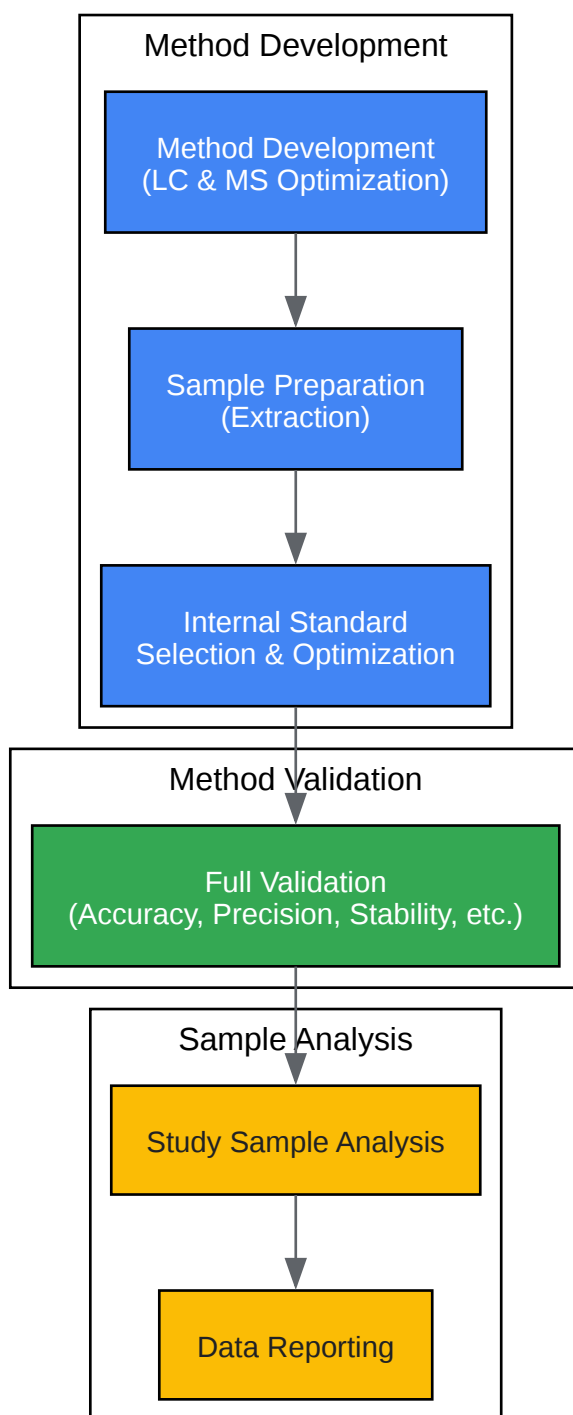 Method Development
Method Development
(LC & MS Optimization)
Sample Preparation
(Extraction)
Internal Standard
Selection & Optimization
Method Validation
Full Validation
(Accuracy, Precision, Stability, etc.)
Sample Analysis
Study Sample Analysis
Data Reporting